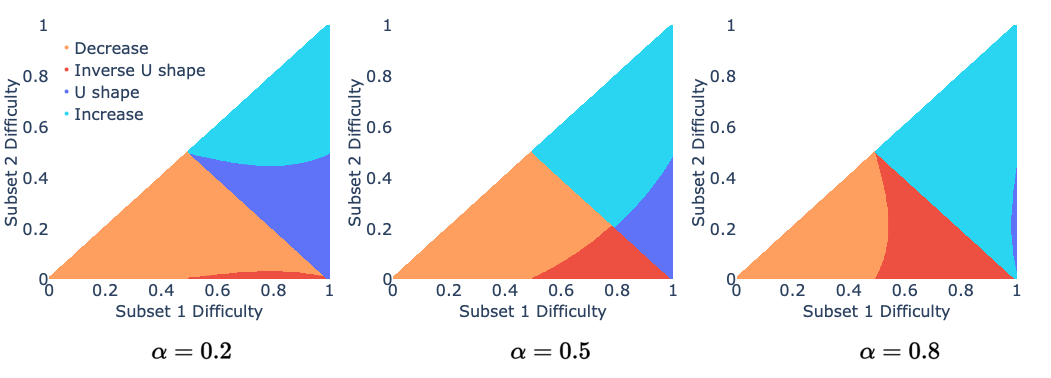 1
0.8
0.6
0.4
0.2
0
Subset 2 Difficulty
Decrease
Inverse U shape
U shape
Increase
0 0.2 0.4 0.6 0.8 1
Subset 1 Difficulty
α = 0.2
1
0.8
0.6
0.4
0.2
0
Subset 2 Difficulty
0 0.2 0.4 0.6 0.8 1
Subset 1 Difficulty
α = 0.5
1
0.8
0.6
0.4
0.2
0
Subset 2 Difficulty
0 0.2 0.4 0.6 0.8 1
Subset 1 Difficulty
α = 0.8